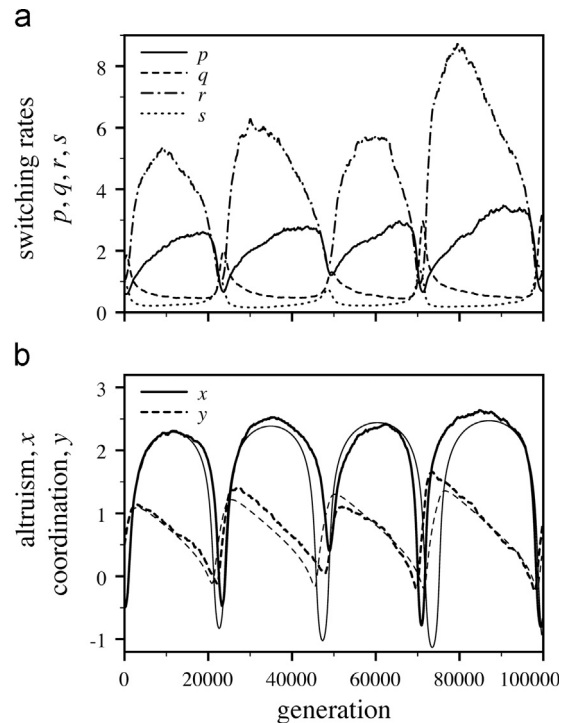 a
8
6
4
2
0
switching rates
p, q, r, s
p
q
r
s
b
3
2
1
0
-1
altruism, x
coordination, y
x
y
0 20000 40000 60000 80000 100000
generation